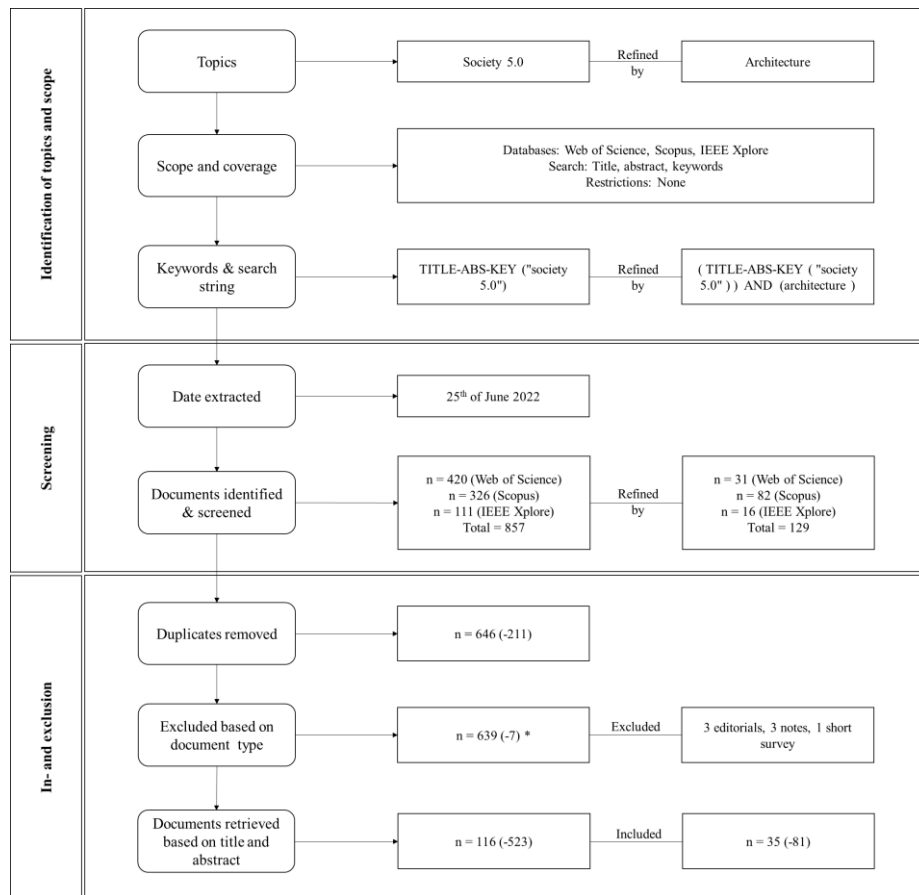 Identification of topics and scope
Topics
Society 5.0
Refined
by
Architecture
Scope and coverage
Databases: Web of Science, Scopus, IEEE Xplore
Search: Title, abstract, keywords
Restrictions: None
Keywords & search
string
TITLE-ABS-KEY ("society
5.0")
Refined
by
( TITLE-ABS-KEY ( "society
5.0" ) ) AND (architecture )
Screening
Date extracted
25th of June 2022
Documents identified
& screened
n = 420 (Web of Science)
n = 326 (Scopus)
n = 111 (IEEE Xplore)
Total = 857
Refined
by
n = 31 (Web of Science)
n = 82 (Scopus)
n = 16 (IEEE Xplore)
Total = 129
In- and exclusion
Duplicates removed
n = 646 (-211)
Excluded based on
document type
n = 639 (-7) *
Excluded
3 editorials, 3 notes, 1 short
survey
Documents retrieved
based on title and
abstract
n = 116 (-523)
Included
n = 35 (-81)